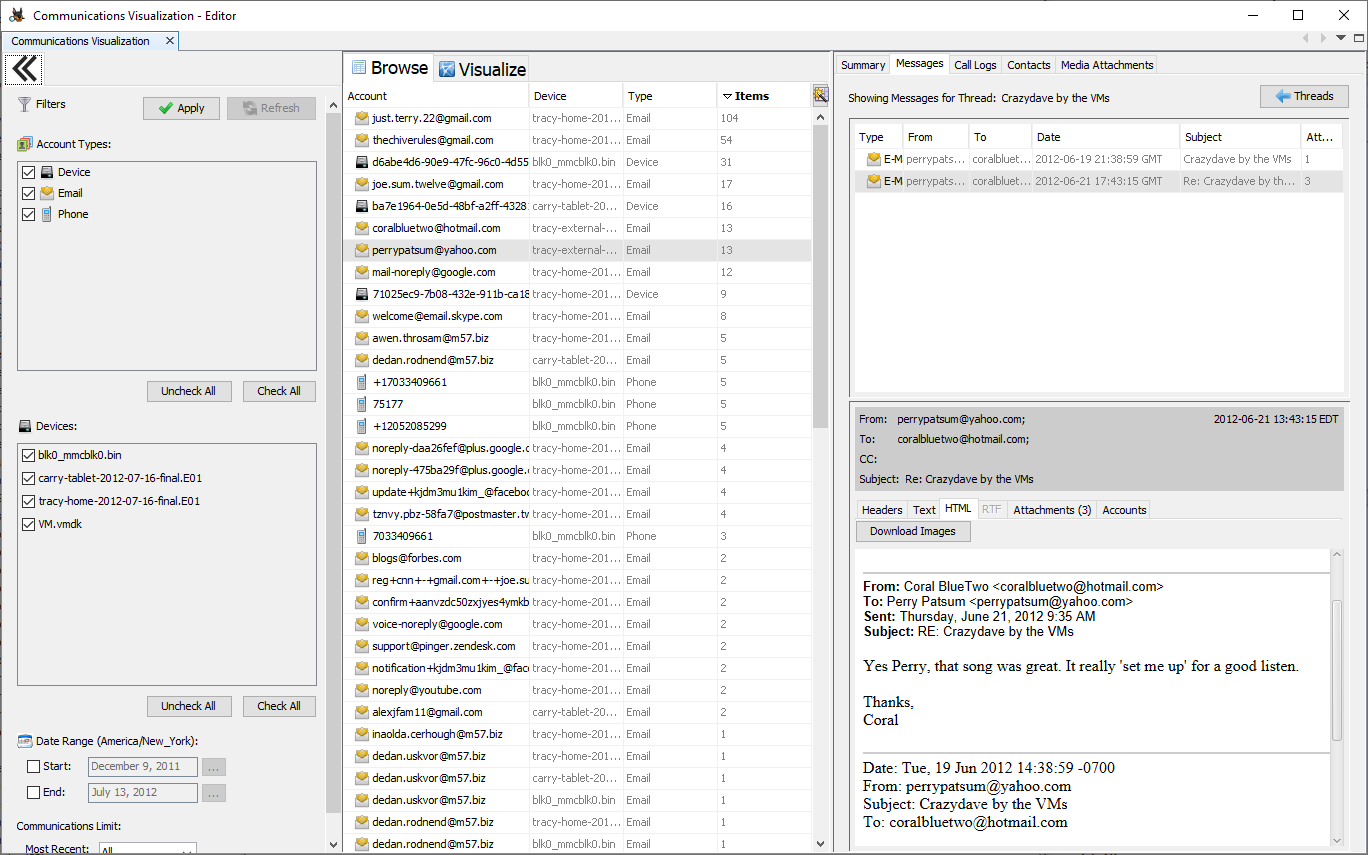 Communications Visualization - Editor
Communications Visualization
Filters
Apply
Refresh
Account Types:
Device
Email
Phone
Uncheck All
Check All
Devices:
blk0_mmcblk0.bin
carry-tablet-2012-07-16-final.E01
tracy-home-2012-07-16-final.E01
VM.vmdk
Uncheck All
Check All
Date Range (America/New_York):
Start: December 9, 2011 ...
End: July 13, 2012 ...
Communications Limit:
Most Recent: All
Browse
Visualize
Account Device Type Items
just.terry.22@gmail.com tracy-home-201... Email 104
thechiverules@gmail.com tracy-home-201... Email 54
d6abe4d6-90e9-47fc-96c0-4d55 blk0_mmcblk0.bin Device 31
joe.sum.twelve@gmail.com tracy-home-201... Email 17
ba7e1964-0e5d-48bf-a2ff-4328 carry-tablet-20... Device 16
coralbluetwo@hotmail.com tracy-external-... Email 13
perrypatsum@yahoo.com tracy-external-... Email 13
mail-noreply@google.com tracy-home-201... Email 12
71025ec9-7b08-432e-911b-ca18 tracy-home-201... Device 9
welcome@email.skype.com tracy-home-201... Email 8
awen.throsam@m57.biz tracy-home-201... Email 5
dedan.rodnend@m57.biz carry-tablet-20... Email 5
+17033409661 blk0_mmcblk0.bin Phone 5
75177 blk0_mmcblk0.bin Phone 5
+12052085299 blk0_mmcblk0.bin Phone 5
noreply-daa26fef@plus.google.c tracy-home-201... Email 4
noreply-475ba29f@plus.google.c tracy-home-201... Email 4
update+kjdm3mu1kim_@faceboo tracy-home-201... Email 4
tznvy.pbz-58fa7@postmaster.tw tracy-home-201... Email 4
7033409661 blk0_mmcblk0.bin Phone 3
blogs@forbes.com tracy-home-201... Email 2
reg+cnn+-+gmail.com+-+joe.su tracy-home-201... Email 2
confirm+aanvzdc50zxjyes4ymkb tracy-home-201... Email 2
voice-noreply@google.com tracy-home-201... Email 2
support@pinger.zendesk.com tracy-home-201... Email 2
notification+kjdm3mu1kim_@face tracy-home-201... Email 2
noreply@youtube.com tracy-home-201... Email 2
alexjfam11@gmail.com carry-tablet-20... Email 2
inaolda.cerhough@m57.biz tracy-home-201... Email 1
dedan.uskvor@m57.biz tracy-home-201... Email 1
dedan.uskvor@m57.biz carry-tablet-20... Email 1
dedan.uskvor@m57.biz blk0_mmcblk0.bin Email 1
dedan.rodnend@m57.biz tracy-home-201... Email 1
dedan.rodnend@m57.biz blk0_mmcblk0.bin Email 1
Summary Messages Call Logs Contacts Media Attachments
Showing Messages for Thread: Crazydave by the VMs
Threads
Type From To Date Subject Att...
E-M perrypats... coralbluet... 2012-06-19 21:38:59 GMT Crazydave by the VMs 1
E-M perrypats... coralbluet... 2012-06-21 17:43:15 GMT Re: Crazydave by th... 3
From: perrypatsum@yahoo.com; 2012-06-21 13:43:15 EDT
To: coralbluetwo@hotmail.com;
CC:
Subject: Re: Crazydave by the VMs
Headers Text HTML RTF Attachments (3) Accounts
Download Images
From: Coral BlueTwo <coralbluetwo@hotmail.com>
To: Perry Patsum <perrypatsum@yahoo.com>
Sent: Thursday, June 21, 2012 9:35 AM
Subject: RE: Crazydave by the VMs
Yes Perry, that song was great. It really 'set me up' for a good listen.
Thanks,
Coral
Date: Tue, 19 Jun 2012 14:38:59 -0700
From: perrypatsum@yahoo.com
Subject: Crazydave by the VMs
To: coralbluetwo@hotmail.com